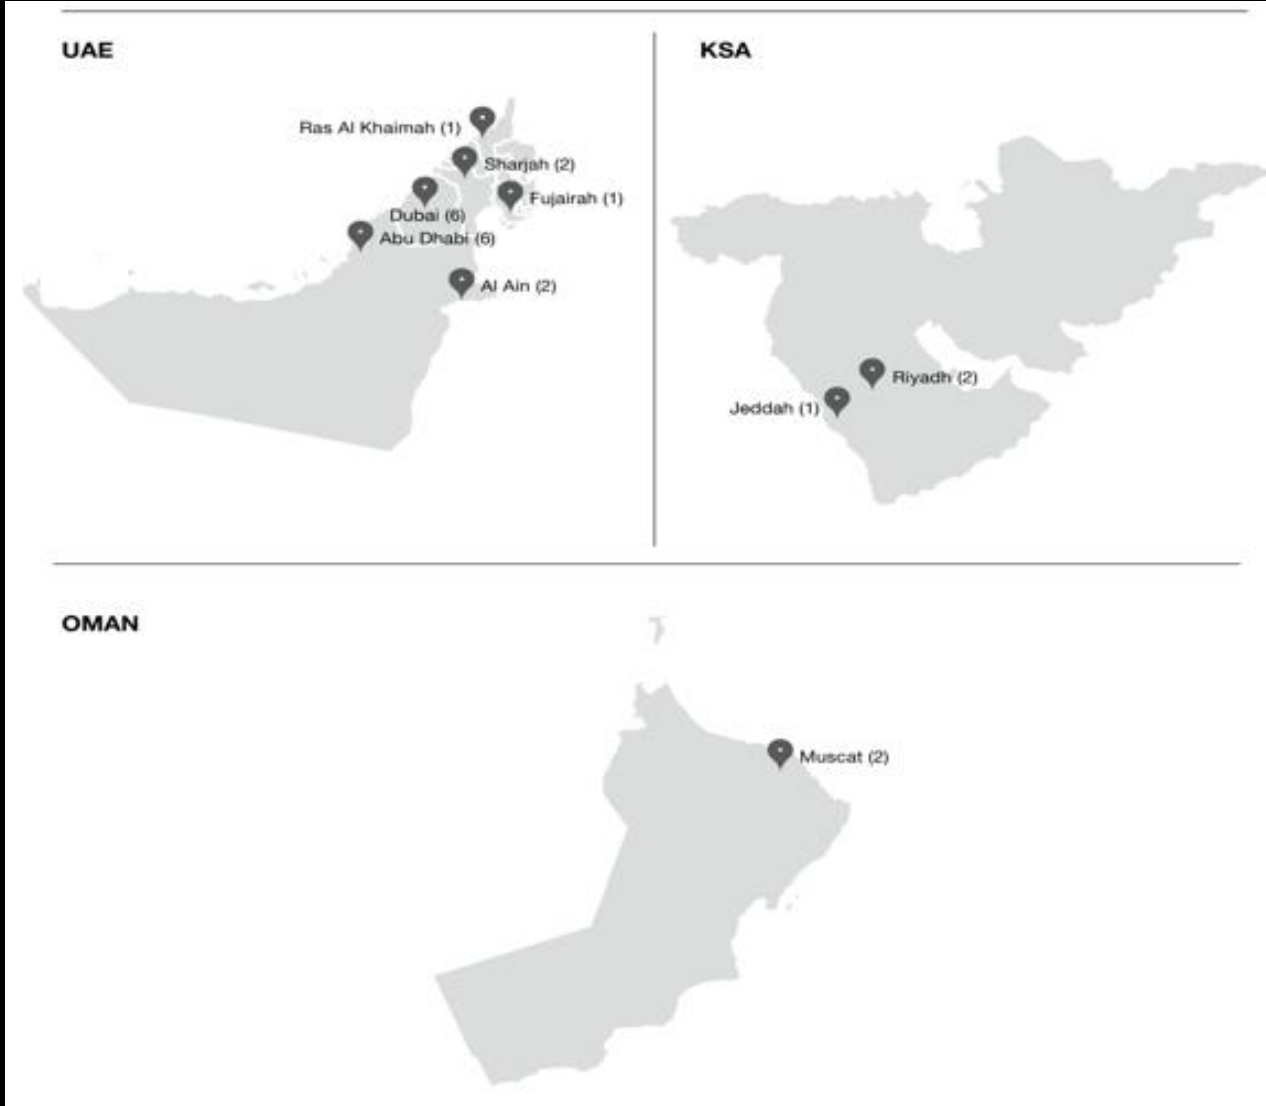 UAE
Ras Al Khaimah (1)
Sharjah (2)
Fujairah (1)
Dubai (6)
Abu Dhabi (6)
Al Ain (2)
KSA
Riyadh (2)
Jeddah (1)
OMAN
Muscat (2)